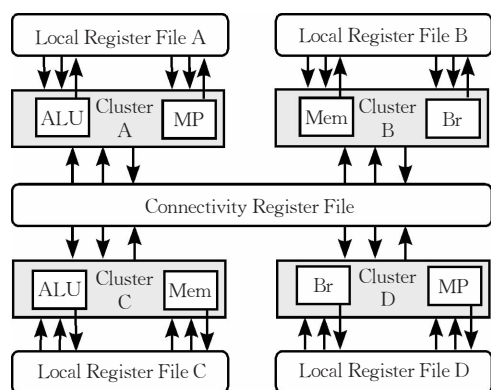 Local Register File A
Local Register File B
ALU
Cluster
A
MP
Mem
Cluster
B
Br
Connectivity Register File
ALU
Cluster
C
Mem
Br
Cluster
D
MP
Local Register File C
Local Register File D